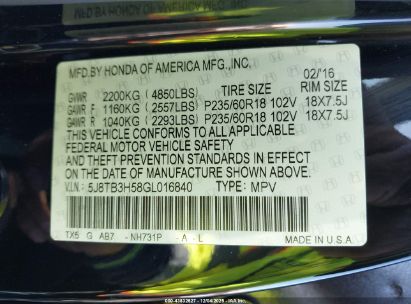 MFD.BY HONDA OF AMERICA MFG.,INC. 02/16
TIRE SIZE RIM SIZE
GVWR 2200KG ( 4850LBS)
GAWR F 1160KG ( 2557LBS) P235/60R18 102V 18X7.5J
GAWR R 1040KG ( 2293LBS) P235/60R18 102V 18X7.5J
THIS VEHICLE CONFORMS TO ALL APPLICABLE
FEDERAL MOTOR VEHICLE SAFETY
AND THEFT PREVENTION STANDARDS IN EFFECT
ON THE DATE OF MANUFACTURE SHOWN ABOVE.
V.I.N: 5J8TB3H58GL016840 TYPE: MPV
TX5 G AB7 -NH731P -A -L
MADE IN U.S.A.